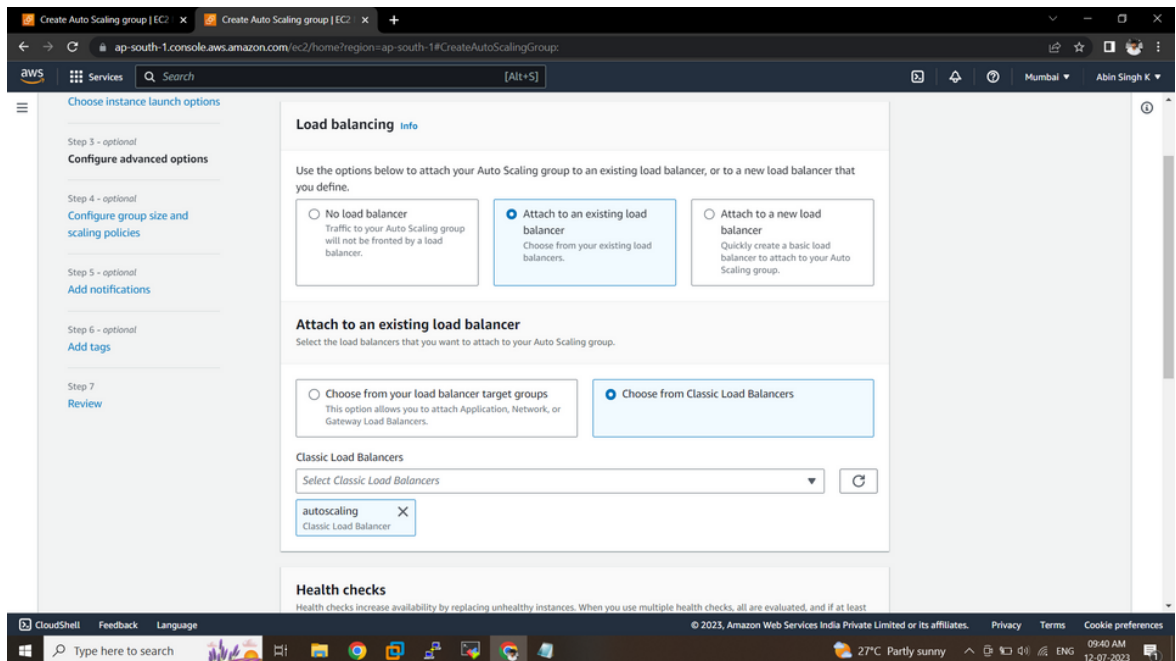 Create Auto Scaling group | EC2
Create Auto Scaling group | EC2
ap-south-1.console.aws.amazon.com/ec2/home?region=ap-south-1#CreateAutoScalingGroup:
aws
Services
Search
[Alt+S]
Mumbai
Abin Singh K
Choose instance launch options
Step 3 - optional
Configure advanced options
Step 4 - optional
Configure group size and
scaling policies
Step 5 - optional
Add notifications
Step 6 - optional
Add tags
Step 7
Review
Load balancing Info
Use the options below to attach your Auto Scaling group to an existing load balancer, or to a new load balancer that
you define.
No load balancer
Traffic to your Auto Scaling group
will not be fronted by a load
balancer.
Attach to an existing load
balancer
Choose from your existing load
balancers.
Attach to a new load
balancer
Quickly create a basic load
balancer to attach to your Auto
Scaling group.
Attach to an existing load balancer
Select the load balancers that you want to attach to your Auto Scaling group.
Choose from your load balancer target groups
This option allows you to attach Application, Network, or
Gateway Load Balancers.
Choose from Classic Load Balancers
Classic Load Balancers
Select Classic Load Balancers
autoscaling
Classic Load Balancer
Health checks
Health checks increase availability by replacing unhealthy instances. When you use multiple health checks, all are evaluated, and if at least
CloudShell
Feedback
Language
© 2023, Amazon Web Services India Private Limited or its affiliates.
Privacy
Terms
Cookie preferences
Type here to search
27°C Partly sunny
ENG
09:40 AM
12-07-2023